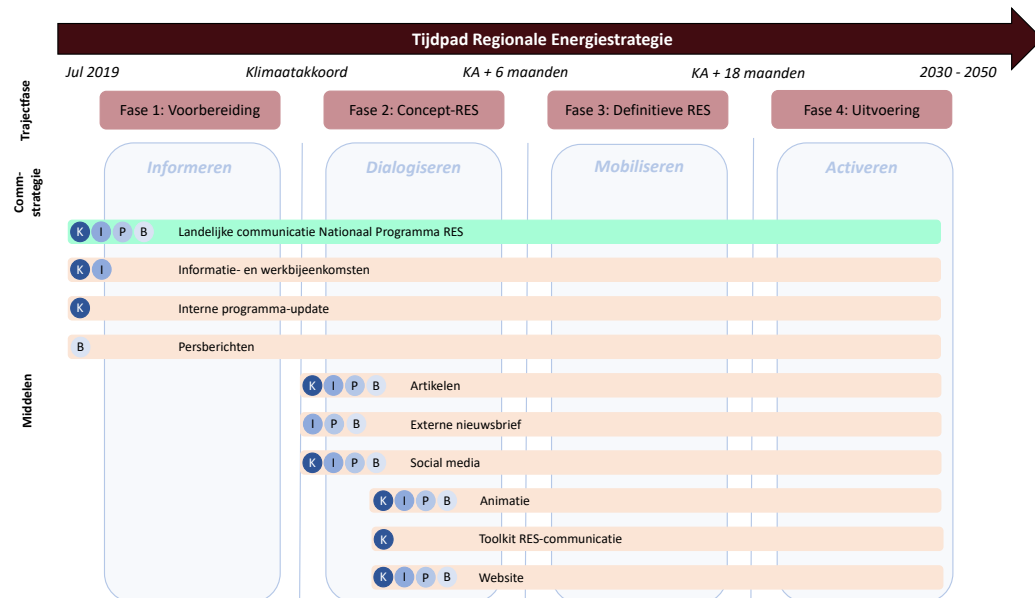 Tijdpad Regionale Energiestrategie
Jul 2019 Klimaatakkoord KA + 6 maanden KA + 18 maanden 2030 - 2050
Trajectfase
Fase 1: Voorbereiding Fase 2: Concept-RES Fase 3: Definitieve RES Fase 4: Uitvoering
Comm-
strategie
Informeren Dialogiseren Mobiliseren Activeren
Middelen
K I P B Landelijke communicatie Nationaal Programma RES
K I Informatie- en werkbijeenkomsten
K Interne programma-update
B Persberichten
K I P B Artikelen
I P B Externe nieuwsbrief
K I P B Social media
K I P B Animatie
K Toolkit RES-communicatie
K I P B Website